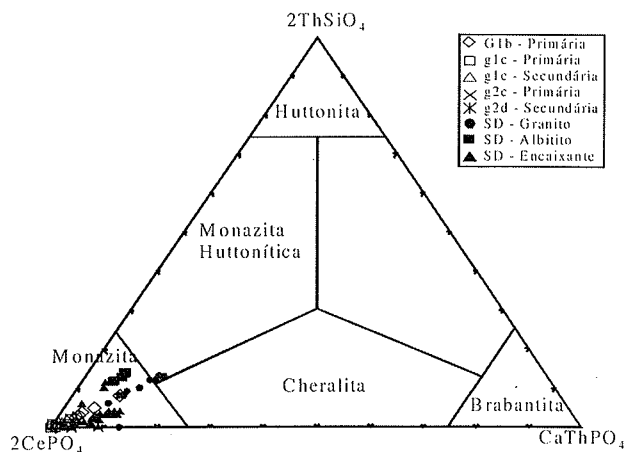 2ThSiO₄
G1b - Primária
g1c - Primária
g1c - Secundária
g2c - Primária
g2d - Secundária
SD - Granito
SD - Albitito
SD - Encaixante
Huttonita
Monazita
Huttonítica
Monazita
Cheralita
Brabantita
2CePO₄
CaThPO₄